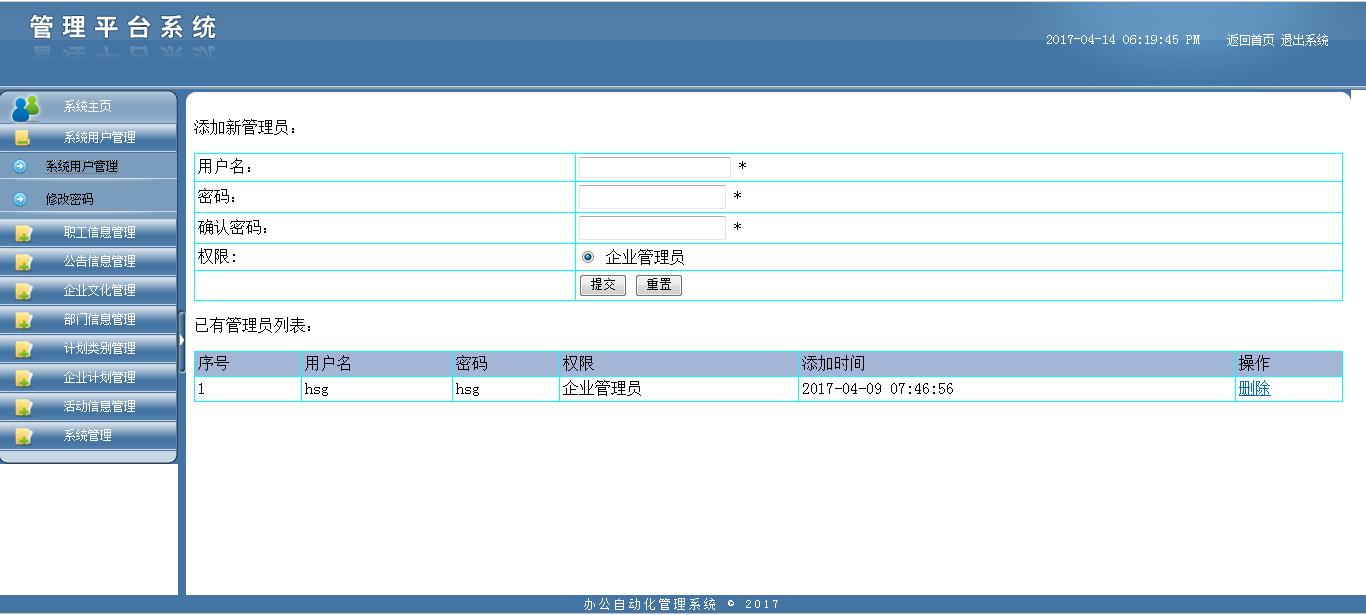 管理平台系统
2017-04-14 06:19:45 PM 返回首页 退出系统
系统主页
系统用户管理
系统用户管理
修改密码
职工信息管理
公告信息管理
企业文化管理
部门信息管理
计划类别管理
企业计划管理
活动信息管理
系统管理
添加新管理员：
用户名： *
密码： *
确认密码： *
权限: 企业管理员
提交 重置
已有管理员列表：
序号 用户名 密码 权限 添加时间 操作
1 hsg hsg 企业管理员 2017-04-09 07:46:56 删除
办公自动化管理系统 © 2017